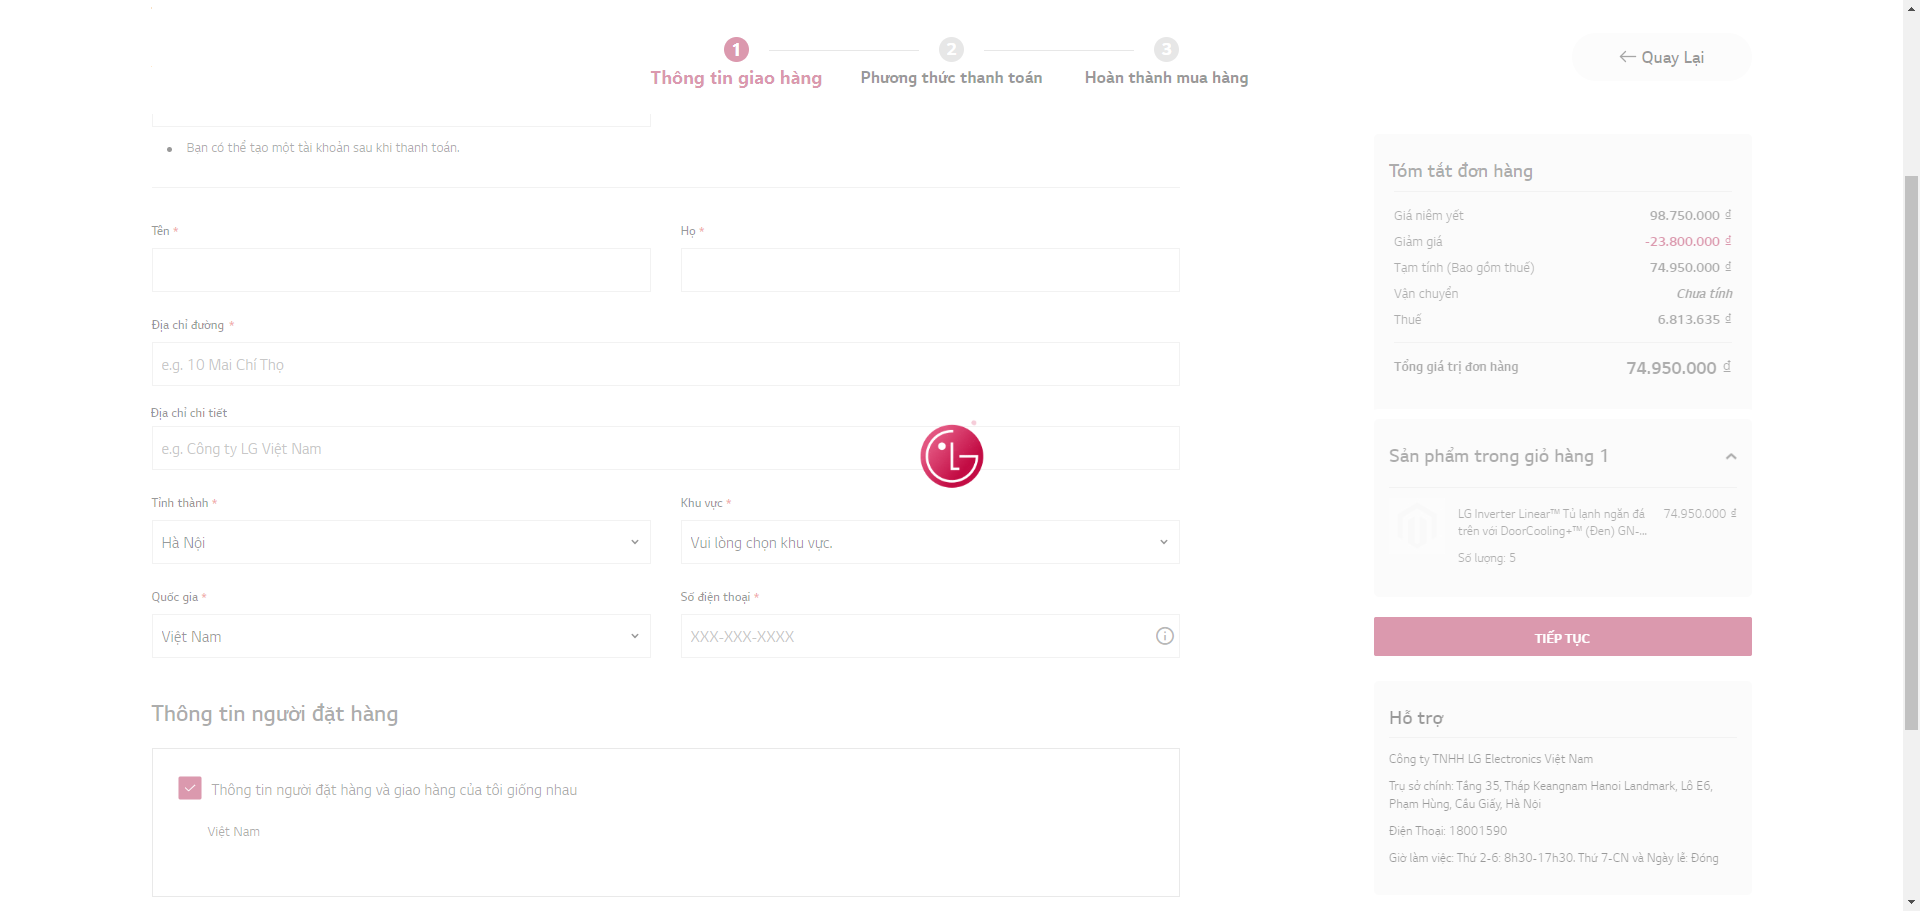 1
Thông tin giao hàng
2
Phương thức thanh toán
3
Hoàn thành mua hàng
Quay Lại
Bạn có thể tạo một tài khoản sau khi thanh toán.
Tên *
Họ *
Địa chỉ đường *
e.g. 10 Mai Chí Thọ
Địa chỉ chi tiết
e.g. Công ty LG Việt Nam
Tỉnh thành *
Hà Nội
Khu vực *
Vui lòng chọn khu vực.
Quốc gia *
Việt Nam
Số điện thoại *
XXX-XXX-XXXX
Thông tin người đặt hàng
Thông tin người đặt hàng và giao hàng của tôi giống nhau
Việt Nam
LG
Tóm tắt đơn hàng
Giá niêm yết 98.750.000 ₫
Giảm giá -23.800.000 ₫
Tạm tính (Bao gồm thuế) 74.950.000 ₫
Vận chuyển Chưa tính
Thuế 6.813.635 ₫
Tổng giá trị đơn hàng 74.950.000 ₫
Sản phẩm trong giỏ hàng 1
LG Inverter Linear™ Tủ lạnh ngăn đá 74.950.000 ₫
trên với DoorCooling+™ (Đen) GN-...
Số lượng: 5
TIẾP TỤC
Hỗ trợ
Công ty TNHH LG Electronics Việt Nam
Trụ sở chính: Tầng 35, Tháp Keangnam Hanoi Landmark, Lô E6,
Phạm Hùng, Cầu Giấy, Hà Nội
Điện Thoại: 18001590
Giờ làm việc: Thứ 2-6: 8h30-17h30. Thứ 7-CN và Ngày lễ: Đóng